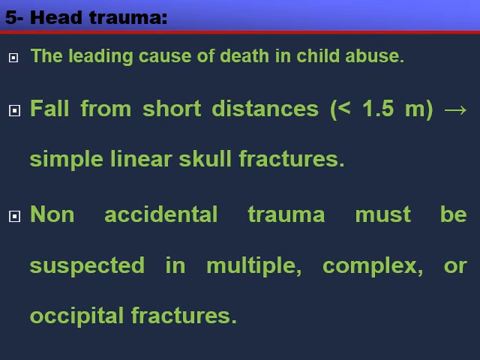 5- Head trauma:
The leading cause of death in child abuse.
Fall from short distances (< 1.5 m) →
simple linear skull fractures.
Non accidental trauma must be
suspected in multiple, complex, or
occipital fractures.